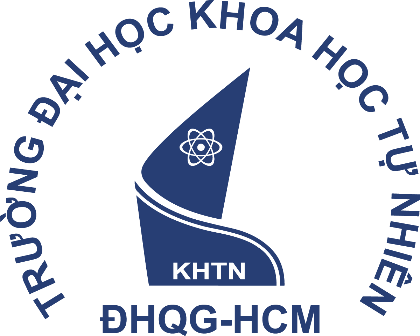 TRƯỜNG ĐẠI HỌC KHOA HỌC TỰ NHIÊN
KHTN
ĐHQG-HCM